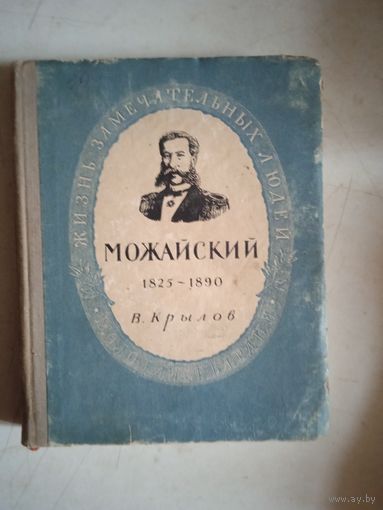 ЖИЗНЬ ЗАМЕЧАТЕЛЬНЫХ ЛЮДЕЙ
МОЖАЙСКИЙ
1825-1890
В. Крылов
www.ay.by